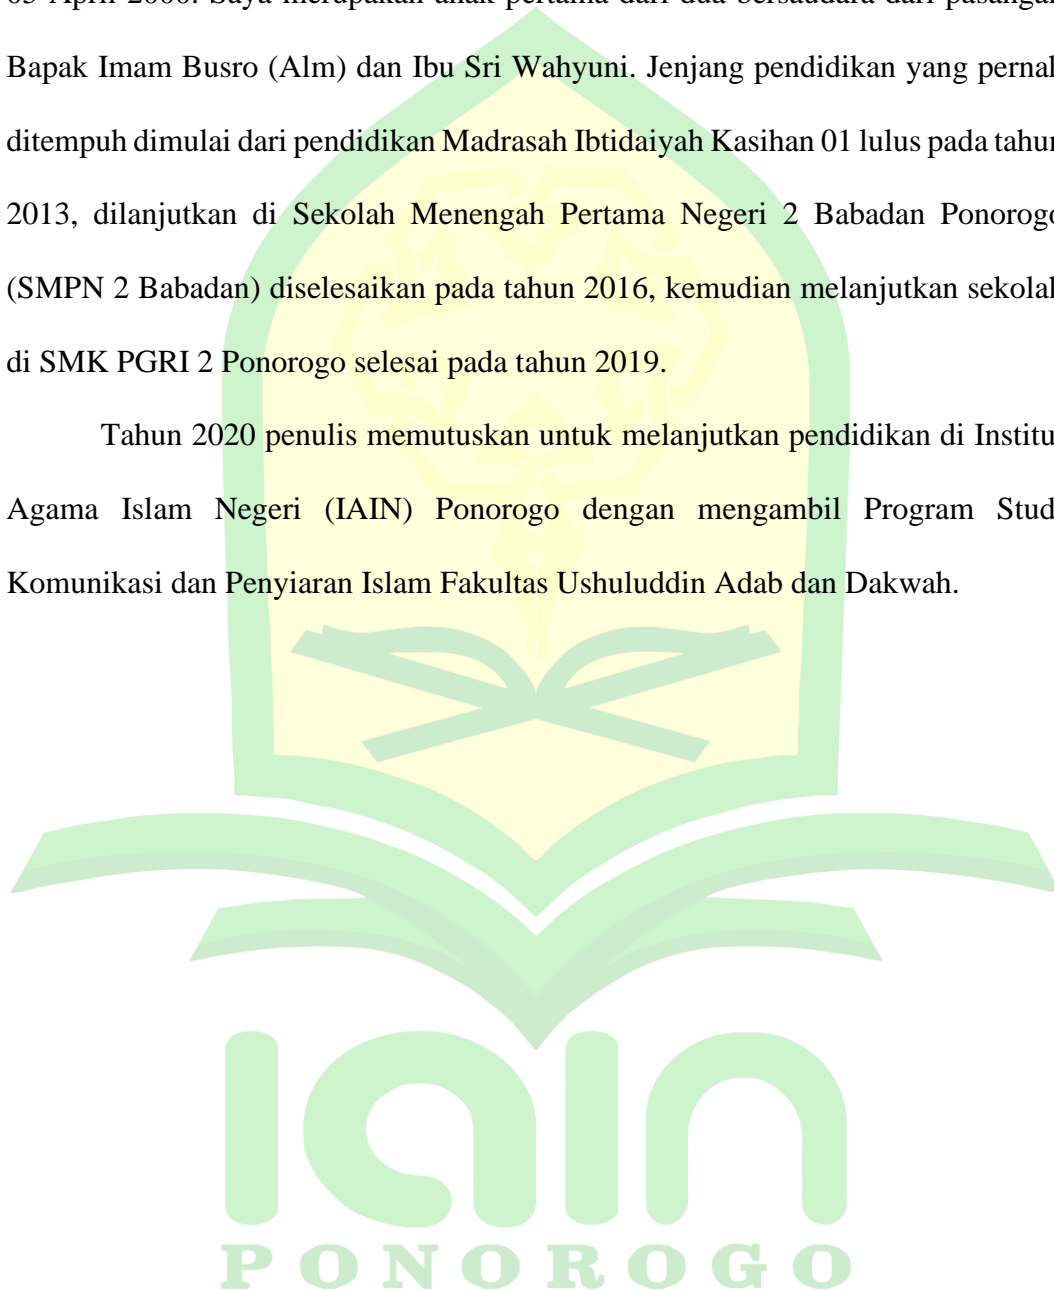 Bapak Imam Busro (Alm) dan Ibu Sri Wahyuni. Jenjang pendidikan yang pernah
ditempuh dimulai dari pendidikan Madrasah Ibtidaiyah Kasihan 01 lulus pada tahun
2013, dilanjutkan di Sekolah Menengah Pertama Negeri 2 Babadan Ponorogo
(SMPN 2 Babadan) diselesaikan pada tahun 2016, kemudian melanjutkan sekolah
di SMK PGRI 2 Ponorogo selesai pada tahun 2019.
Tahun 2020 penulis memutuskan untuk melanjutkan pendidikan di Institu
Agama Islam Negeri (IAIN) Ponorogo dengan mengambil Program Stud
Komunikasi dan Penyiaran Islam Fakultas Ushuluddin Adab dan Dakwah.
iain
PONOROGO